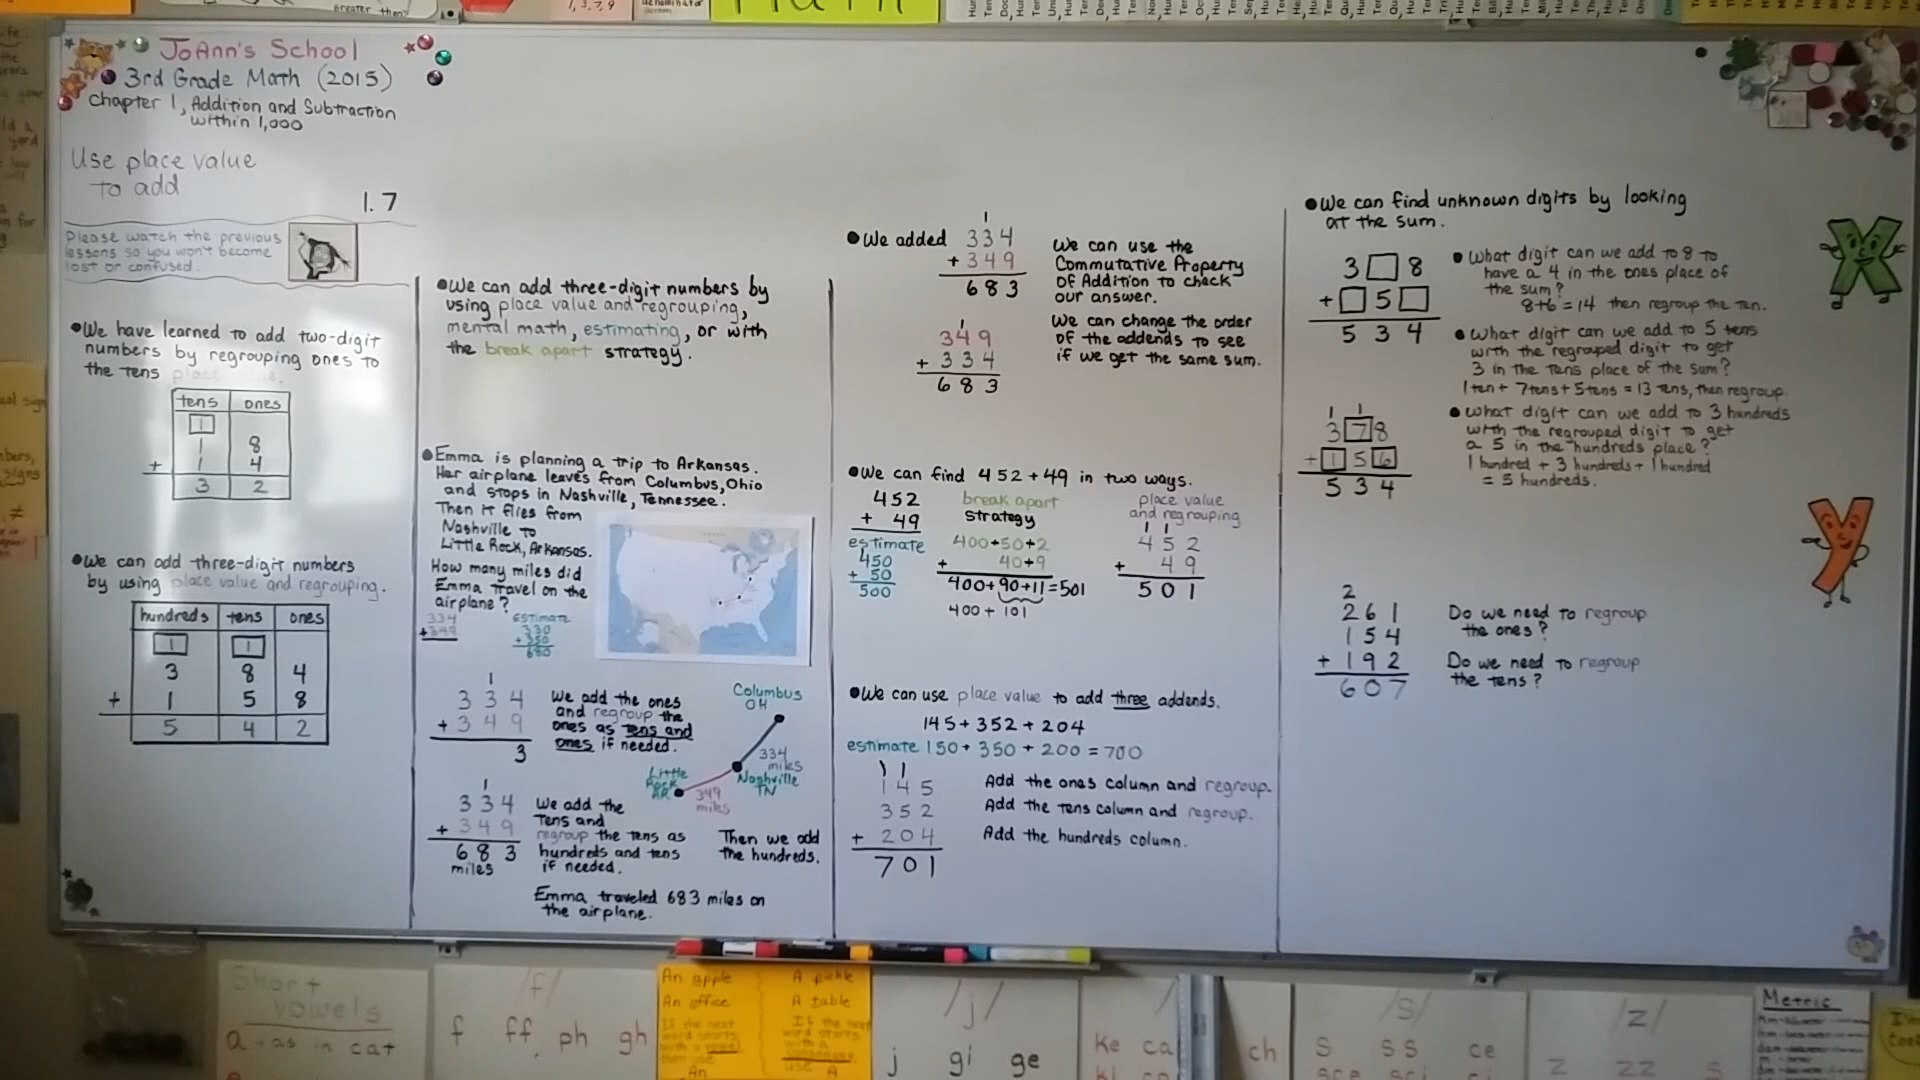 JoAnn's School
3rd Grade Math (2015)
Chapter 1, Addition and Subtraction
within 1,000
Use place value
to add
1.7
Please watch the previous
lessons so you won't become
lost or confused.
•We have learned to add two-digit
numbers by regrouping ones to
the tens place
tens ones
1
1 8
+ 1 4
3 2
•We can add three-digit numbers
by using place value and regrouping.
hundreds tens ones
1 1
3 8 4
+ 1 5 8
5 4 2
•We can add three-digit numbers by
using place value and regrouping,
mental math, estimating, or with
the break apart strategy.
•Emma is planning a trip to Arkansas.
Her airplane leaves from Columbus, Ohio
and stops in Nashville, Tennessee.
Then it flies from
Nashville to
Little Rock, Arkansas.
How many miles did
Emma travel on the
airplane?
334
+349
estimate
330
+350
680
1
334
+349
3
We add the ones
and regroup the
ones as tens and
ones if needed.
Columbus
OH
334
miles
Nashville
TN
Little
Rock
AR
349
miles
1
334
+349
683
miles
We add the
tens and
regroup the tens as
hundreds and tens
if needed.
Then we add
the hundreds.
Emma traveled 683 miles on
the airplane.
1
•We added 334
+349
683
We can use the
Commutative Property
of Addition to check
our answer.
1
349
+334
683
We can change the order
of the addends to see
if we get the same sum.
•We can find 452+49 in two ways.
452
+ 49
estimate
450
+ 50
500
break apart
strategy
400+50+2
+ 40+9
400+90+11=501
400+101
place value
and regrouping
1 1
452
+ 49
501
•We can use place value to add three addends.
145+352+204
estimate 150+350+200=700
1 1
145
352
+204
701
Add the ones column and regroup.
Add the tens column and regroup.
Add the hundreds column.
•We can find unknown digits by looking
at the sum.
3□8
+□5□
534
•What digit can we add to 8 to
have a 4 in the ones place of
the sum?
8+6=14 then regroup the ten.
•What digit can we add to 5 tens
with the regrouped digit to get
3 in the tens place of the sum?
1ten+7tens+5tens=13 tens, then regroup.
1 1
378
+156
534
•What digit can we add to 3 hundreds
with the regrouped digit to get
a 5 in the hundreds place?
1 hundred + 3 hundreds + 1 hundred
= 5 hundreds.
2
261
154
+192
607
Do we need to regroup
the ones?
Do we need to regroup
the tens?
Short
vowels
a - as in cat
/f/
f ff ph gh
An apple
An office
An
A pickle
A table
A
/j/
j gi ge
ke ca
ch
/s/
s ss ce
/z/
z zz s
Metric